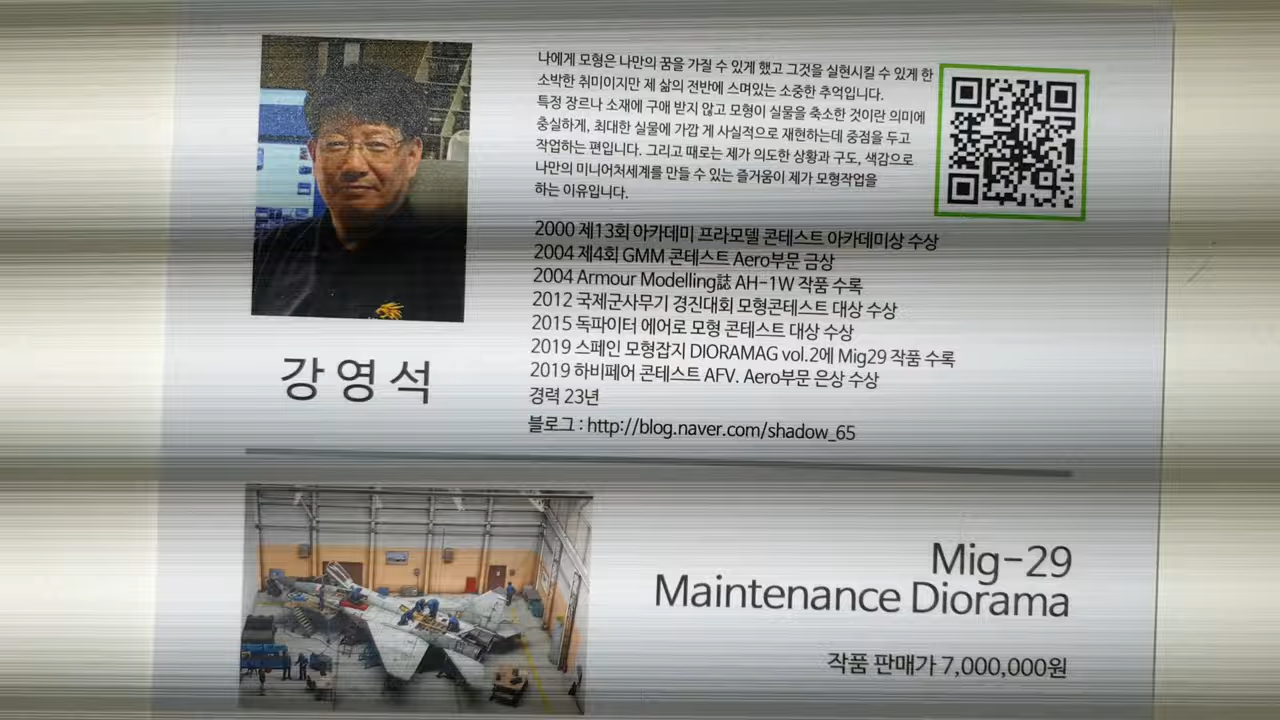 나에게 모형은 나만의 꿈을 가질 수 있게 했고 그것을 실현시킬 수 있게 한
소박한 취미이지만 제 삶의 전반에 스며있는 소중한 추억입니다.
특정 장르나 소재에 구애 받지 않고 모형이 실물을 축소한 것이란 의미에
충실하게, 최대한 실물에 가깝 게 사실적으로 재현하는데 중점을 두고
작업하는 편입니다. 그리고 때로는 제가 의도한 상황과 구도, 색감으로
나만의 미니어처세계를 만들 수 있는 즐거움이 제가 모형작업을
하는 이유입니다.
2000 제13회 아카데미 프라모델 콘테스트 아카데미상 수상
2004 제4회 GMM 콘테스트 Aero부문 금상
2004 Armour Modelling誌 AH-1W 작품 수록
2012 국제군사무기 경진대회 모형콘테스트 대상 수상
2015 독파이터 에어로 모형 콘테스트 대상 수상
2019 스페인 모형잡지 DIORAMAG vol.2에 Mig29 작품 수록
2019 하비페어 콘테스트 AFV. Aero부문 은상 수상
경력 23년
블로그 : http://blog.naver.com/shadow_65
강영석
Mig-29
Maintenance Diorama
작품 판매가 7,000,000원